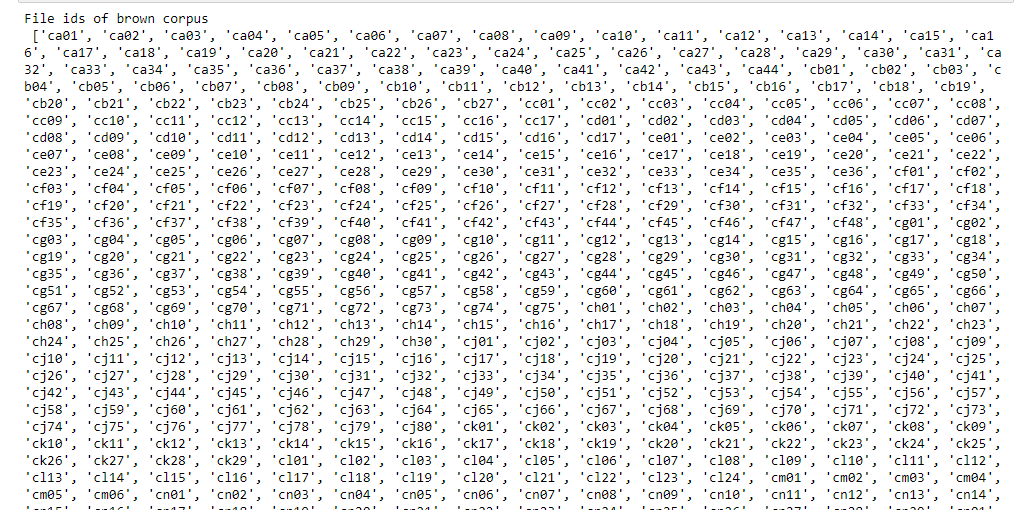 File ids of brown corpus
['ca01', 'ca02', 'ca03', 'ca04', 'ca05', 'ca06', 'ca07', 'ca08', 'ca09', 'ca10', 'ca11', 'ca12', 'ca13', 'ca14', 'ca15', 'ca1
6', 'ca17', 'ca18', 'ca19', 'ca20', 'ca21', 'ca22', 'ca23', 'ca24', 'ca25', 'ca26', 'ca27', 'ca28', 'ca29', 'ca30', 'ca31', 'ca
32', 'ca33', 'ca34', 'ca35', 'ca36', 'ca37', 'ca38', 'ca39', 'ca40', 'ca41', 'ca42', 'ca43', 'ca44', 'cb01', 'cb02', 'cb03', 'c
b04', 'cb05', 'cb06', 'cb07', 'cb08', 'cb09', 'cb10', 'cb11', 'cb12', 'cb13', 'cb14', 'cb15', 'cb16', 'cb17', 'cb18', 'cb19',
'cb20', 'cb21', 'cb22', 'cb23', 'cb24', 'cb25', 'cb26', 'cb27', 'cc01', 'cc02', 'cc03', 'cc04', 'cc05', 'cc06', 'cc07', 'cc08',
'cc09', 'cc10', 'cc11', 'cc12', 'cc13', 'cc14', 'cc15', 'cc16', 'cc17', 'cd01', 'cd02', 'cd03', 'cd04', 'cd05', 'cd06', 'cd07',
'cd08', 'cd09', 'cd10', 'cd11', 'cd12', 'cd13', 'cd14', 'cd15', 'cd16', 'cd17', 'ce01', 'ce02', 'ce03', 'ce04', 'ce05', 'ce06',
'ce07', 'ce08', 'ce09', 'ce10', 'ce11', 'ce12', 'ce13', 'ce14', 'ce15', 'ce16', 'ce17', 'ce18', 'ce19', 'ce20', 'ce21', 'ce22',
'ce23', 'ce24', 'ce25', 'ce26', 'ce27', 'ce28', 'ce29', 'ce30', 'ce31', 'ce32', 'ce33', 'ce34', 'ce35', 'ce36', 'cf01', 'cf02',
'cf03', 'cf04', 'cf05', 'cf06', 'cf07', 'cf08', 'cf09', 'cf10', 'cf11', 'cf12', 'cf13', 'cf14', 'cf15', 'cf16', 'cf17', 'cf18',
'cf19', 'cf20', 'cf21', 'cf22', 'cf23', 'cf24', 'cf25', 'cf26', 'cf27', 'cf28', 'cf29', 'cf30', 'cf31', 'cf32', 'cf33', 'cf34',
'cf35', 'cf36', 'cf37', 'cf38', 'cf39', 'cf40', 'cf41', 'cf42', 'cf43', 'cf44', 'cf45', 'cf46', 'cf47', 'cf48', 'cg01', 'cg02',
'cg03', 'cg04', 'cg05', 'cg06', 'cg07', 'cg08', 'cg09', 'cg10', 'cg11', 'cg12', 'cg13', 'cg14', 'cg15', 'cg16', 'cg17', 'cg18',
'cg19', 'cg20', 'cg21', 'cg22', 'cg23', 'cg24', 'cg25', 'cg26', 'cg27', 'cg28', 'cg29', 'cg30', 'cg31', 'cg32', 'cg33', 'cg34',
'cg35', 'cg36', 'cg37', 'cg38', 'cg39', 'cg40', 'cg41', 'cg42', 'cg43', 'cg44', 'cg45', 'cg46', 'cg47', 'cg48', 'cg49', 'cg50',
'cg51', 'cg52', 'cg53', 'cg54', 'cg55', 'cg56', 'cg57', 'cg58', 'cg59', 'cg60', 'cg61', 'cg62', 'cg63', 'cg64', 'cg65', 'cg66',
'cg67', 'cg68', 'cg69', 'cg70', 'cg71', 'cg72', 'cg73', 'cg74', 'cg75', 'ch01', 'ch02', 'ch03', 'ch04', 'ch05', 'ch06', 'ch07',
'ch08', 'ch09', 'ch10', 'ch11', 'ch12', 'ch13', 'ch14', 'ch15', 'ch16', 'ch17', 'ch18', 'ch19', 'ch20', 'ch21', 'ch22', 'ch23',
'ch24', 'ch25', 'ch26', 'ch27', 'ch28', 'ch29', 'ch30', 'cj01', 'cj02', 'cj03', 'cj04', 'cj05', 'cj06', 'cj07', 'cj08', 'cj09',
'cj10', 'cj11', 'cj12', 'cj13', 'cj14', 'cj15', 'cj16', 'cj17', 'cj18', 'cj19', 'cj20', 'cj21', 'cj22', 'cj23', 'cj24', 'cj25',
'cj26', 'cj27', 'cj28', 'cj29', 'cj30', 'cj31', 'cj32', 'cj33', 'cj34', 'cj35', 'cj36', 'cj37', 'cj38', 'cj39', 'cj40', 'cj41',
'cj42', 'cj43', 'cj44', 'cj45', 'cj46', 'cj47', 'cj48', 'cj49', 'cj50', 'cj51', 'cj52', 'cj53', 'cj54', 'cj55', 'cj56', 'cj57',
'cj58', 'cj59', 'cj60', 'cj61', 'cj62', 'cj63', 'cj64', 'cj65', 'cj66', 'cj67', 'cj68', 'cj69', 'cj70', 'cj71', 'cj72', 'cj73',
'cj74', 'cj75', 'cj76', 'cj77', 'cj78', 'cj79', 'cj80', 'ck01', 'ck02', 'ck03', 'ck04', 'ck05', 'ck06', 'ck07', 'ck08', 'ck09',
'ck10', 'ck11', 'ck12', 'ck13', 'ck14', 'ck15', 'ck16', 'ck17', 'ck18', 'ck19', 'ck20', 'ck21', 'ck22', 'ck23', 'ck24', 'ck25',
'ck26', 'ck27', 'ck28', 'ck29', 'cl01', 'cl02', 'cl03', 'cl04', 'cl05', 'cl06', 'cl07', 'cl08', 'cl09', 'cl10', 'cl11', 'cl12',
'cl13', 'cl14', 'cl15', 'cl16', 'cl17', 'cl18', 'cl19', 'cl20', 'cl21', 'cl22', 'cl23', 'cl24', 'cm01', 'cm02', 'cm03', 'cm04',
'cm05', 'cm06', 'cn01', 'cn02', 'cn03', 'cn04', 'cn05', 'cn06', 'cn07', 'cn08', 'cn09', 'cn10', 'cn11', 'cn12', 'cn13', 'cn14',